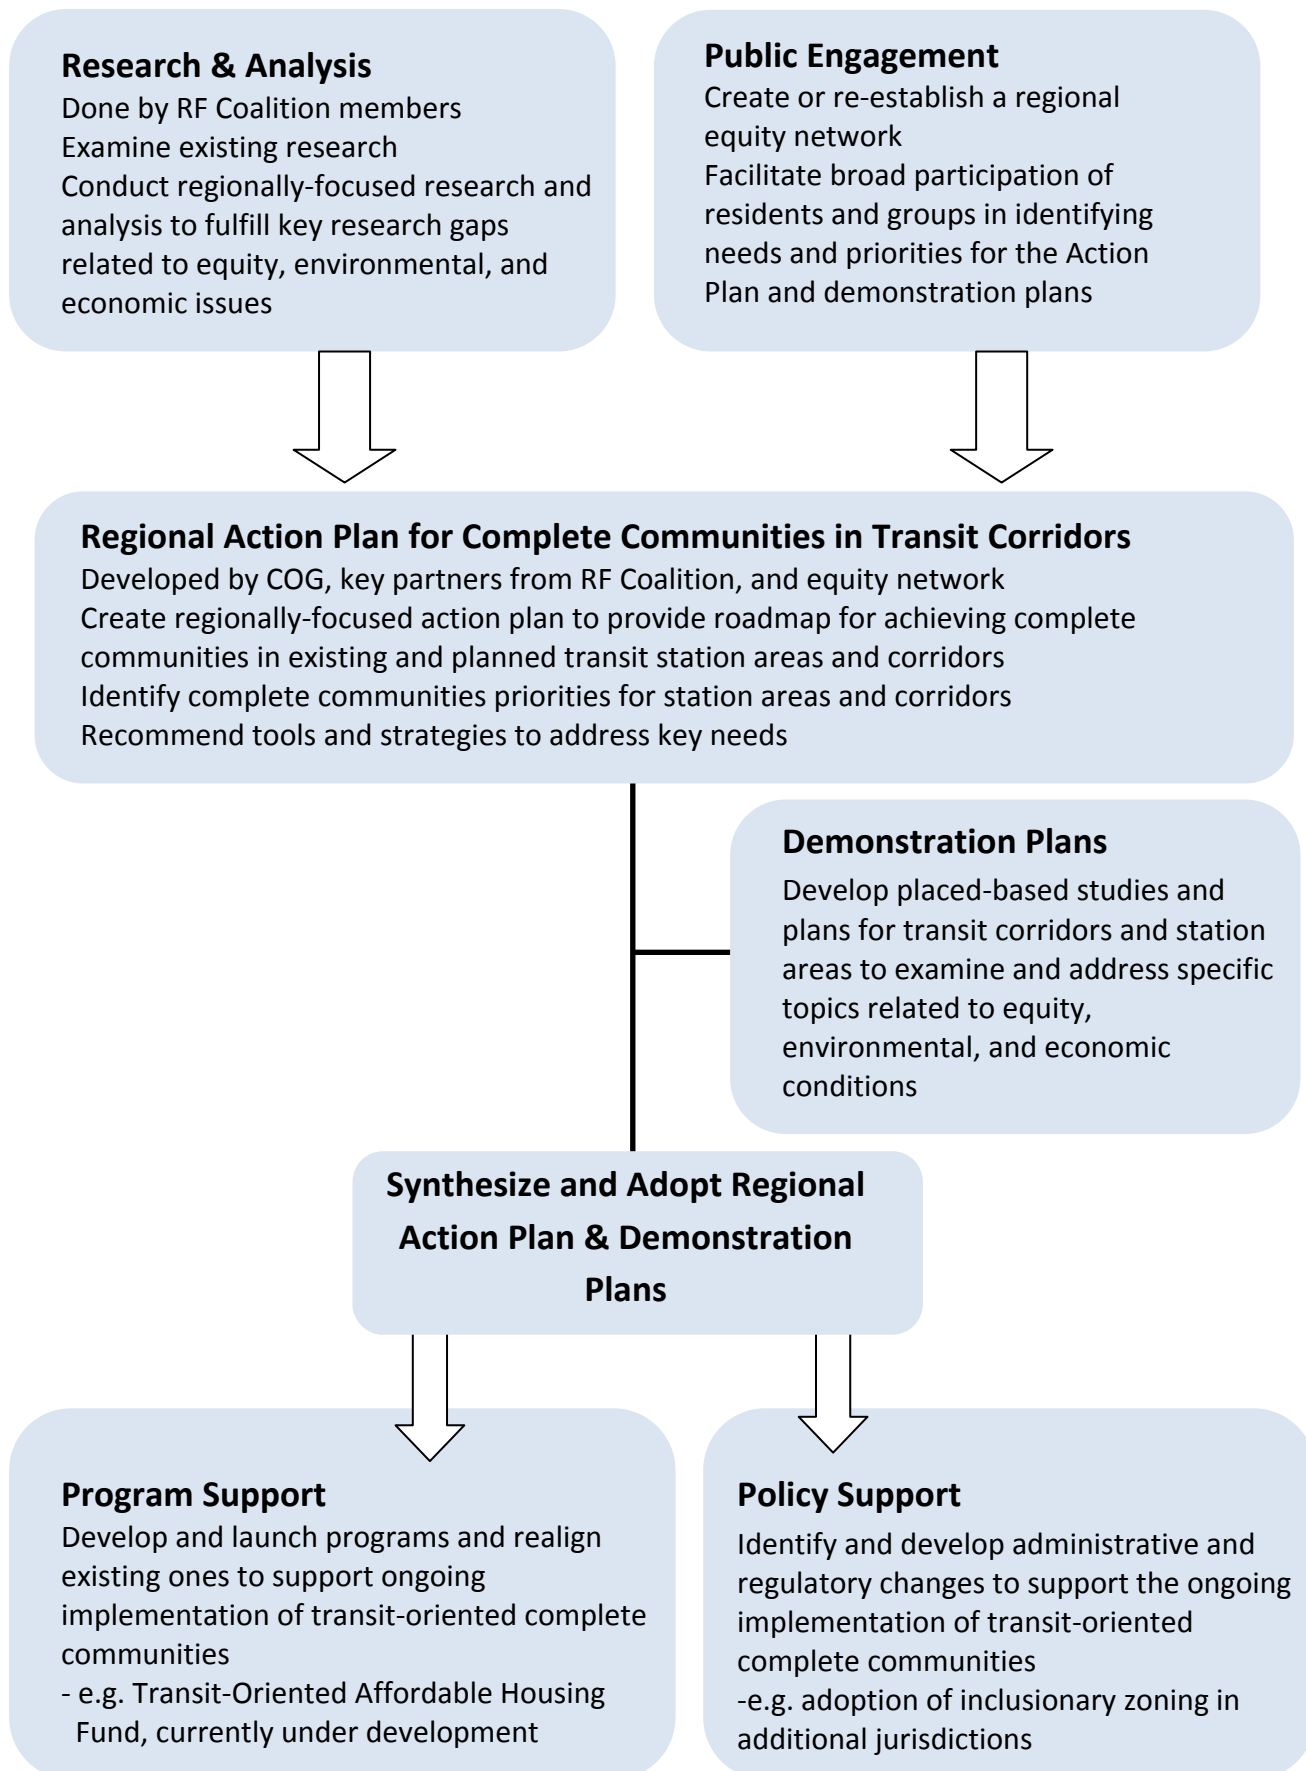 Research & Analysis
Done by RF Coalition members
Examine existing research
Conduct regionally-focused research and
analysis to fulfill key research gaps
related to equity, environmental, and
economic issues
Public Engagement
Create or re-establish a regional
equity network
Facilitate broad participation of
residents and groups in identifying
needs and priorities for the Action
Plan and demonstration plans
Regional Action Plan for Complete Communities in Transit Corridors
Developed by COG, key partners from RF Coalition, and equity network
Create regionally-focused action plan to provide roadmap for achieving complete
communities in existing and planned transit station areas and corridors
Identify complete communities priorities for station areas and corridors
Recommend tools and strategies to address key needs
Demonstration Plans
Develop placed-based studies and
plans for transit corridors and station
areas to examine and address specific
topics related to equity,
environmental, and economic
conditions
Synthesize and Adopt Regional
Action Plan & Demonstration
Plans
Program Support
Develop and launch programs and realign
existing ones to support ongoing
implementation of transit-oriented complete
communities
- e.g. Transit-Oriented Affordable Housing
Fund, currently under development
Policy Support
Identify and develop administrative and
regulatory changes to support the ongoing
implementation of transit-oriented
complete communities
-e.g. adoption of inclusionary zoning in
additional jurisdictions